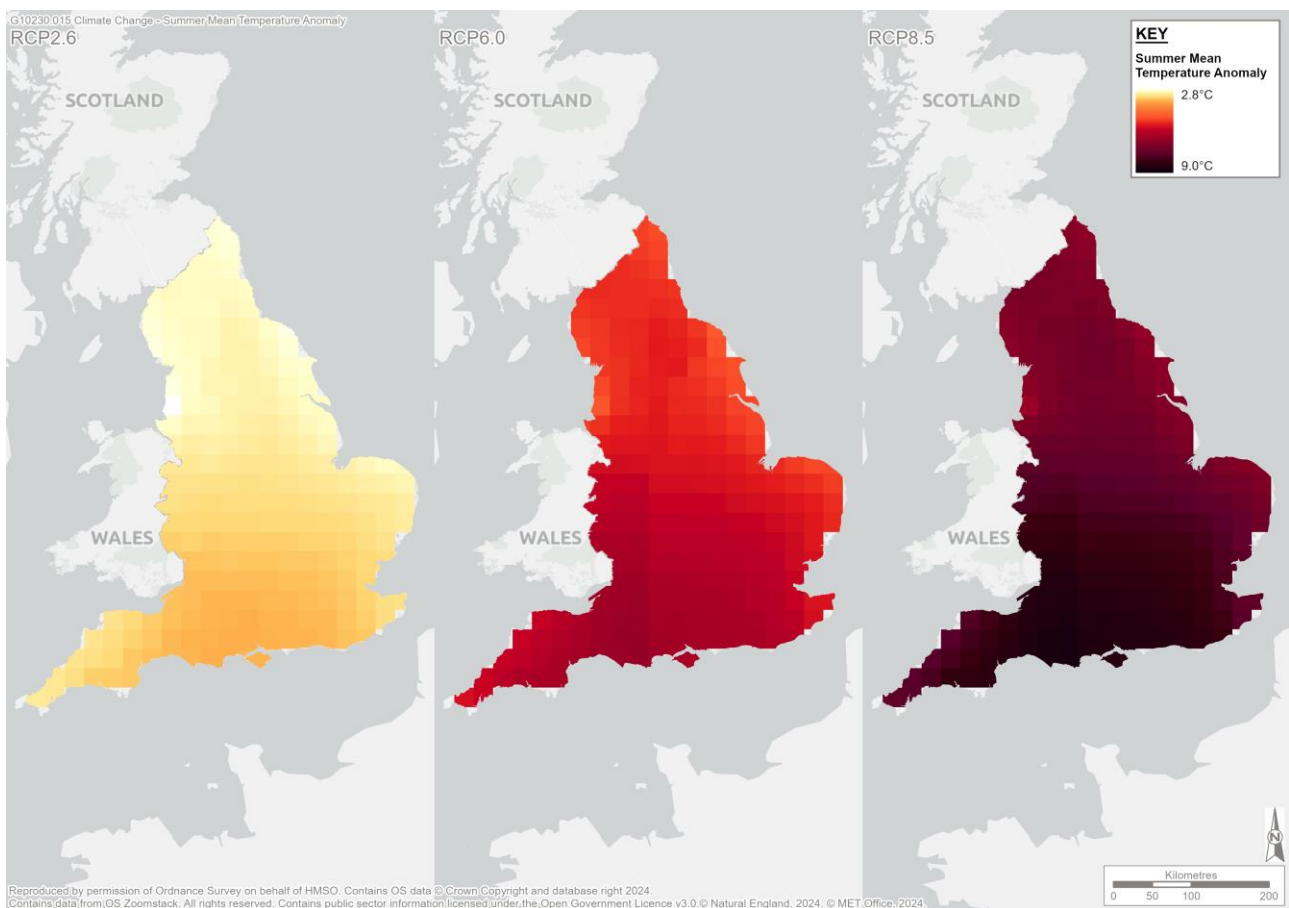 G10230 015 Climate Change - Summer Mean Temperature Anomaly
RCP2.6
RCP6.0
RCP8.5
KEY
Summer Mean
Temperature Anomaly
2.8°C
9.0°C
SCOTLAND
SCOTLAND
SCOTLAND
WALES
WALES
WALES
N
Kilometres
0 50 100 200
Reproduced by permission of Ordnance Survey on behalf of HMSO. Contains OS data © Crown Copyright and database right 2024.
Contains data from OS Zoomstack. All rights reserved. Contains public sector information licensed under the Open Government Licence v3.0.© Natural England, 2024. © MET Office, 2024.